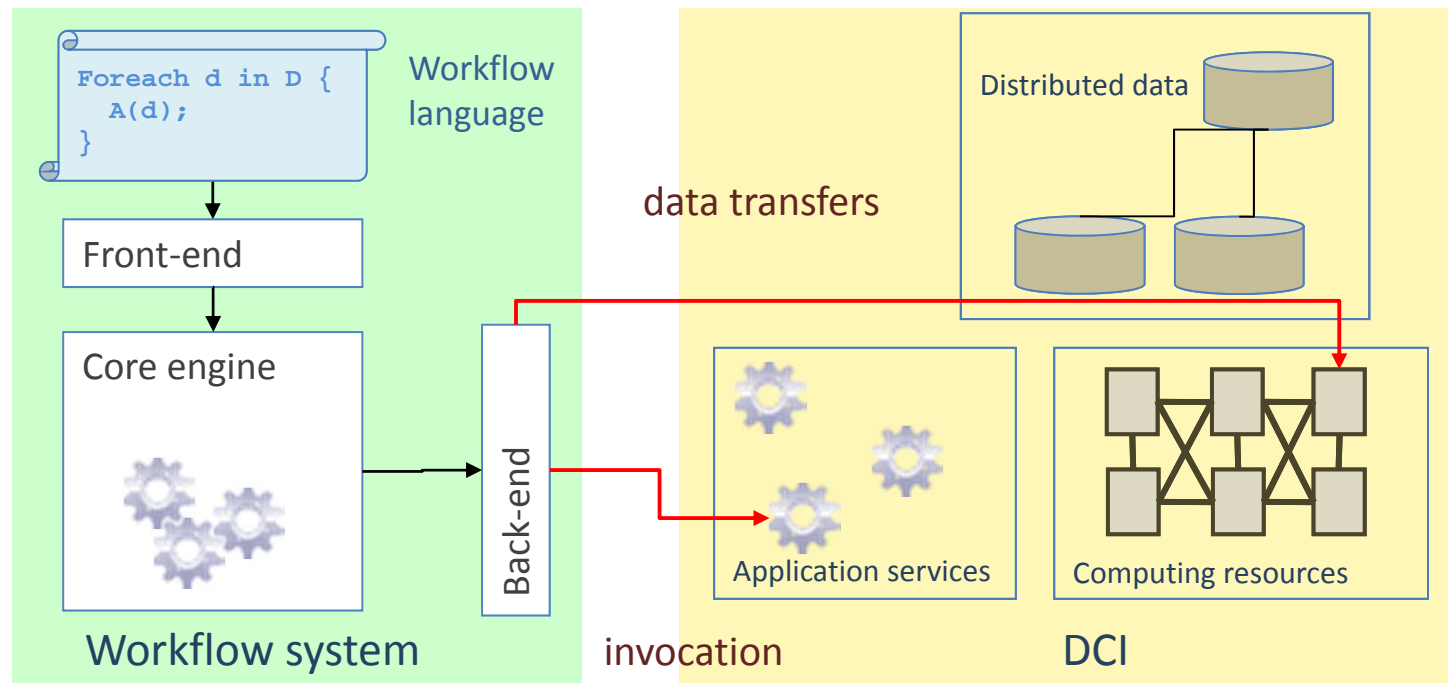 Foreach d in D {
A(d);
}
Workflow
language
Front-end
Core engine
Back-end
Workflow system
data transfers
invocation
Distributed data
Application services
Computing resources
DCI